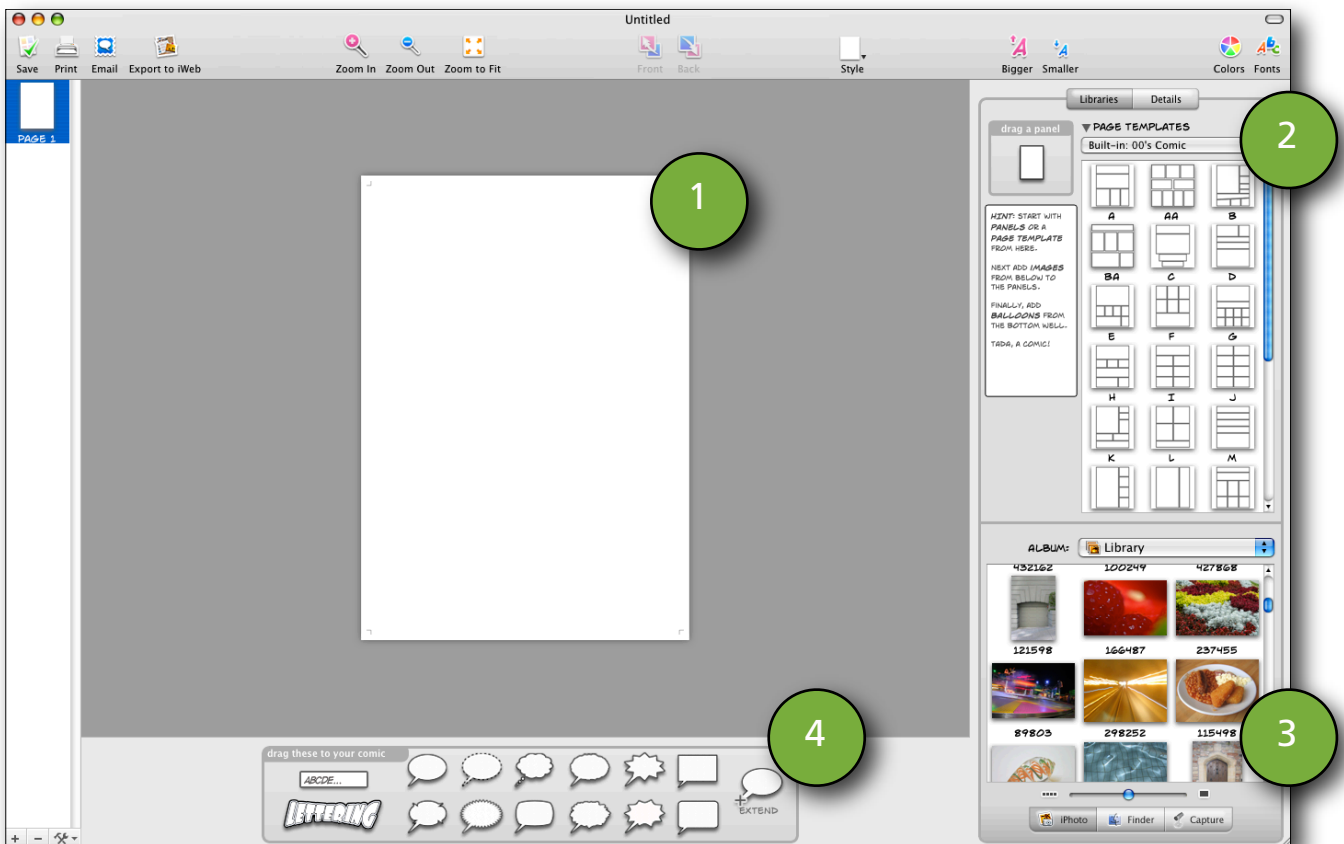 Untitled
Save Print Email Export to iWeb Zoom In Zoom Out Zoom to Fit Front Back Style Bigger Smaller Colors Fonts
PAGE 1
1
Libraries Details
2
drag a panel
PAGE TEMPLATES
Built-in: 00's Comic
HINT: START WITH
PANELS OR A
PAGE TEMPLATE
FROM HERE.
NEXT ADD IMAGES
FROM BELOW TO
THE PANELS.
FINALLY, ADD
BALLOONS FROM
THE BOTTOM WELL.
TADA, A COMIC!
A AA B
BA C D
E F G
H I J
K L M
ALBUM: Library
432162 100249 427868
121598 166487 237455
89803 298252 115498
3
iPhoto Finder Capture
4
drag these to your comic
ABCDE...
LETTERING
EXTEND